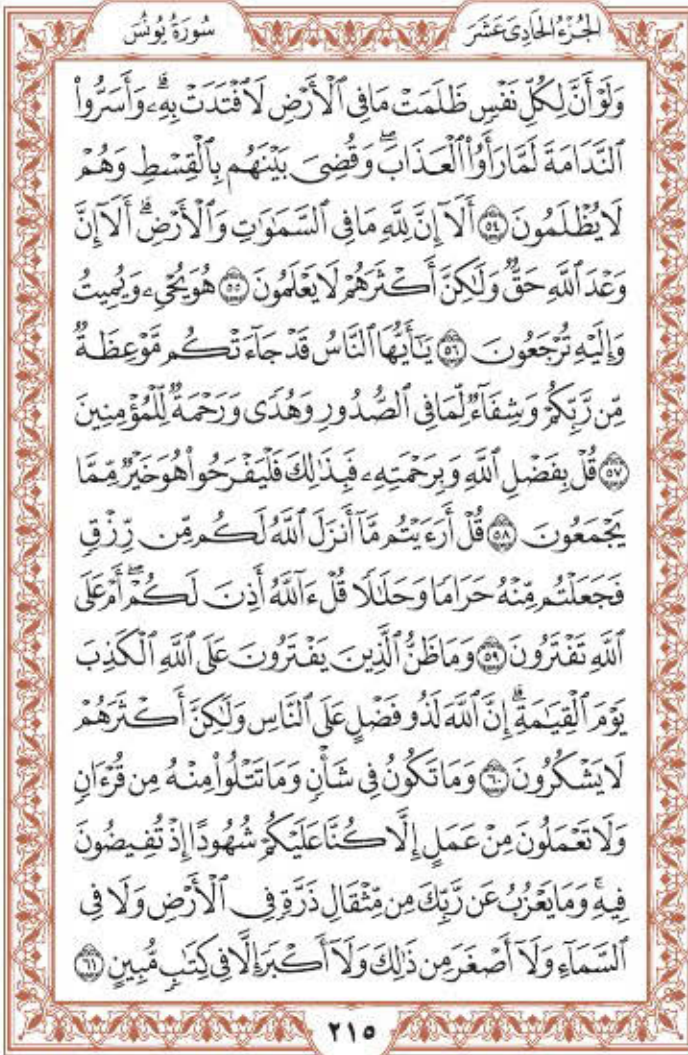 الجُزْءُ الحَادِىَ عَشَرَ
سُورَةُ يُونُسَ
وَلَوْ أَنَّ لِكُلِّ نَفْسٍ ظَلَمَتْ مَا فِي ٱلْأَرْضِ لَٱفْتَدَتْ بِهِۦۗ وَأَسَرُّوا۟
ٱلنَّدَامَةَ لَمَّا رَأَوُا۟ ٱلْعَذَابَۖ وَقُضِىَ بَيْنَهُم بِٱلْقِسْطِ وَهُمْ
لَا يُظْلَمُونَ ٥٤ أَلَآ إِنَّ لِلَّهِ مَا فِي ٱلسَّمَٰوَٰتِ وَٱلْأَرْضِۗ أَلَآ إِنَّ
وَعْدَ ٱللَّهِ حَقٌّ وَلَٰكِنَّ أَكْثَرَهُمْ لَا يَعْلَمُونَ ٥٥ هُوَ يُحْىِۦ وَيُمِيتُ
وَإِلَيْهِ تُرْجَعُونَ ٥٦ يَٰٓأَيُّهَا ٱلنَّاسُ قَدْ جَآءَتْكُم مَّوْعِظَةٌ
مِّن رَّبِّكُمْ وَشِفَآءٌ لِّمَا فِي ٱلصُّدُورِ وَهُدًى وَرَحْمَةٌ لِّلْمُؤْمِنِينَ
٥٧ قُلْ بِفَضْلِ ٱللَّهِ وَبِرَحْمَتِهِۦ فَبِذَٰلِكَ فَلْيَفْرَحُوا۟ هُوَ خَيْرٌ مِّمَّا
يَجْمَعُونَ ٥٨ قُلْ أَرَءَيْتُم مَّآ أَنزَلَ ٱللَّهُ لَكُم مِّن رِّزْقٍ
فَجَعَلْتُم مِّنْهُ حَرَامًا وَحَلَٰلًا قُلْ ءَآللَّهُ أَذِنَ لَكُمْۖ أَمْ عَلَى
ٱللَّهِ تَفْتَرُونَ ٥٩ وَمَا ظَنُّ ٱلَّذِينَ يَفْتَرُونَ عَلَى ٱللَّهِ ٱلْكَذِبَ
يَوْمَ ٱلْقِيَٰمَةِۗ إِنَّ ٱللَّهَ لَذُو فَضْلٍ عَلَى ٱلنَّاسِ وَلَٰكِنَّ أَكْثَرَهُمْ
لَا يَشْكُرُونَ ٦٠ وَمَا تَكُونُ فِي شَأْنٍ وَمَا تَتْلُوا۟ مِنْهُ مِن قُرْءَانٍ
وَلَا تَعْمَلُونَ مِنْ عَمَلٍ إِلَّا كُنَّا عَلَيْكُمْ شُهُودًا إِذْ تُفِيضُونَ
فِيهِۚ وَمَا يَعْزُبُ عَن رَّبِّكَ مِن مِّثْقَالِ ذَرَّةٍ فِي ٱلْأَرْضِ وَلَا فِي
ٱلسَّمَآءِ وَلَآ أَصْغَرَ مِن ذَٰلِكَ وَلَآ أَكْبَرَ إِلَّا فِي كِتَٰبٍ مُّبِينٍ ٦١
٢١٥